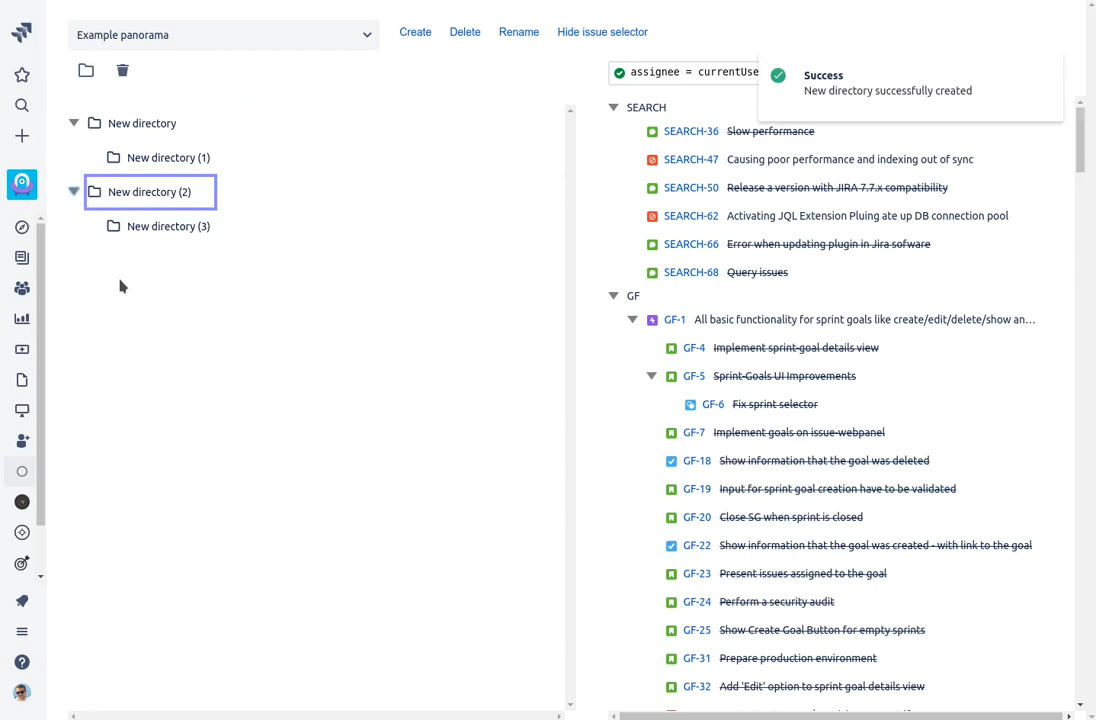 Example panorama
Create
Delete
Rename
Hide issue selector
assignee = currentUse
Success
New directory successfully created
New directory
New directory (1)
New directory (2)
New directory (3)
SEARCH
SEARCH-36 Slow performance
SEARCH-47 Causing poor performance and indexing out of sync
SEARCH-50 Release a version with JIRA 7.7.x compatibility
SEARCH-62 Activating JQL Extension Pluing ate up DB connection pool
SEARCH-66 Error when updating plugin in Jira sofware
SEARCH-68 Query issues
GF
GF-1 All basic functionality for sprint goals like create/edit/delete/show an...
GF-4 Implement sprint-goal details view
GF-5 Sprint-Goals UI Improvements
GF-6 Fix sprint selector
GF-7 Implement goals on issue-webpanel
GF-18 Show information that the goal was deleted
GF-19 Input for sprint goal creation have to be validated
GF-20 Close SG when sprint is closed
GF-22 Show information that the goal was created - with link to the goal
GF-23 Present issues assigned to the goal
GF-24 Perform a security audit
GF-25 Show Create Goal Button for empty sprints
GF-31 Prepare production environment
GF-32 Add 'Edit' option to sprint goal details view